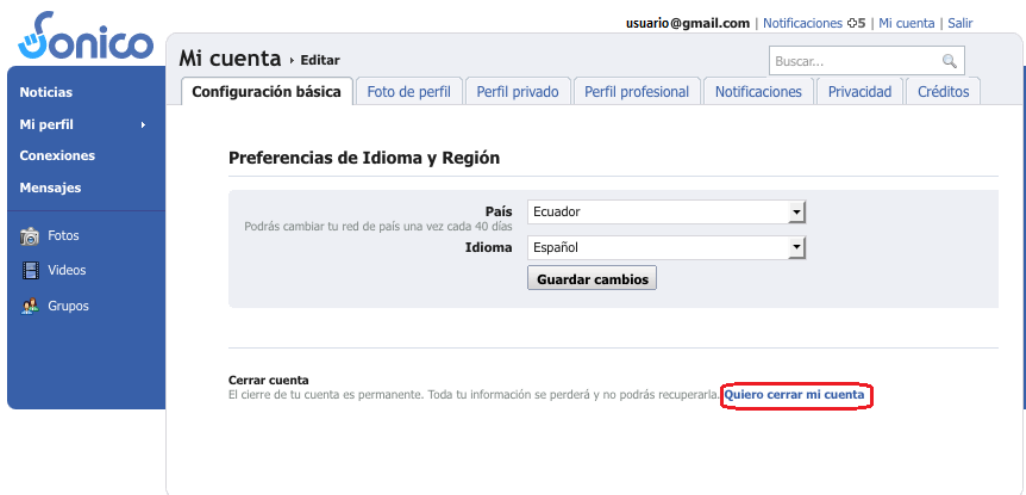 usuario@gmail.com | Notificaciones 5 | Mi cuenta | Salir
Sonico
Mi cuenta › Editar
Buscar...
Configuración básica Foto de perfil Perfil privado Perfil profesional Notificaciones Privacidad Créditos
Noticias
Mi perfil
Conexiones
Mensajes
Fotos
Videos
Grupos
Preferencias de Idioma y Región
País Ecuador
Podrás cambiar tu red de país una vez cada 40 días
Idioma Español
Guardar cambios
Cerrar cuenta
El cierre de tu cuenta es permanente. Toda tu información se perderá y no podrás recuperarla. Quiero cerrar mi cuenta